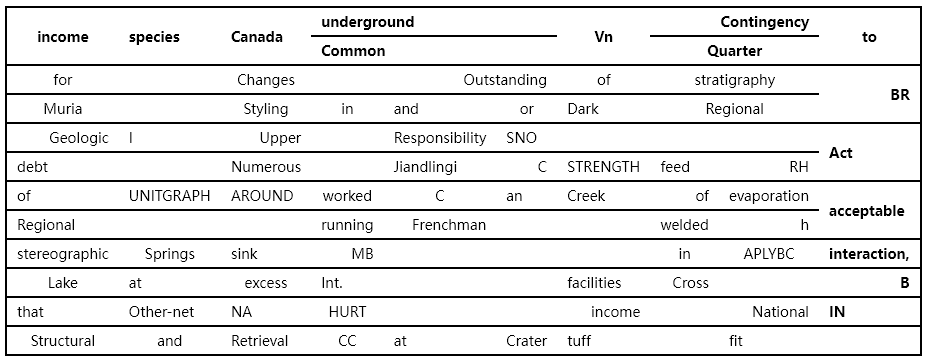 underground Contingency
income species Canada Vn to
Common Quarter
for Changes Outstanding of stratigraphy
BR
Muria Styling in and or Dark Regional
Geologic I Upper Responsibility SNO
Act
debt Numerous Jiandlingi C STRENGTH feed RH
of UNITGRAPH AROUND worked C an Creek of evaporation
acceptable
Regional running Frenchman welded h
stereographic Springs sink MB in APLYBC interaction,
Lake at excess Int. facilities Cross B
that Other-net NA HURT income National IN
Structural and Retrieval CC at Crater tuff fit